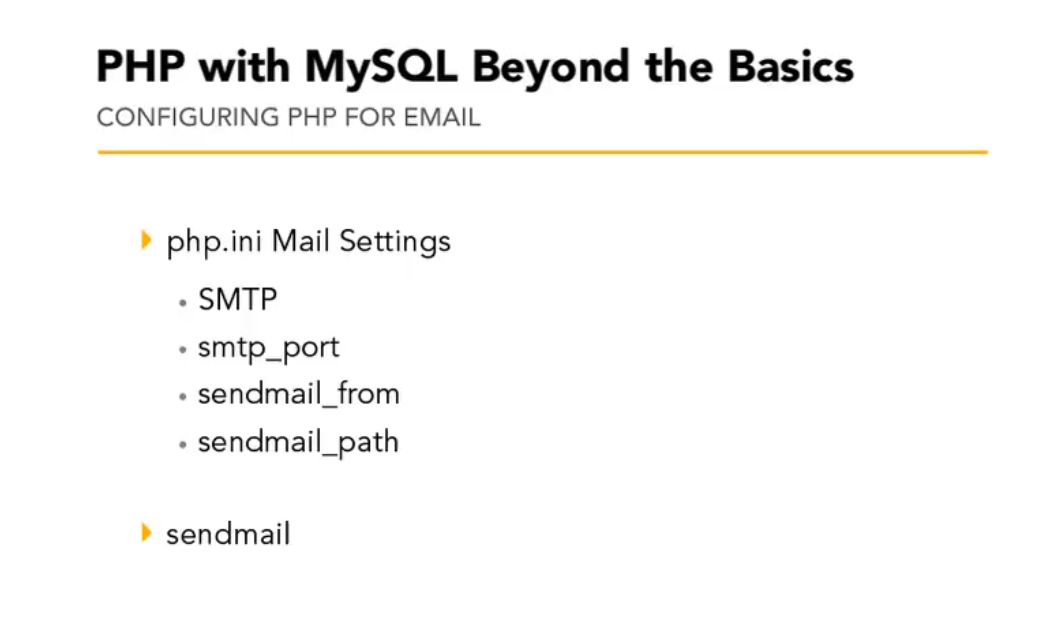 PHP with MySQL Beyond the Basics
CONFIGURING PHP FOR EMAIL
php.ini Mail Settings
SMTP
smtp_port
sendmail_from
sendmail_path
sendmail